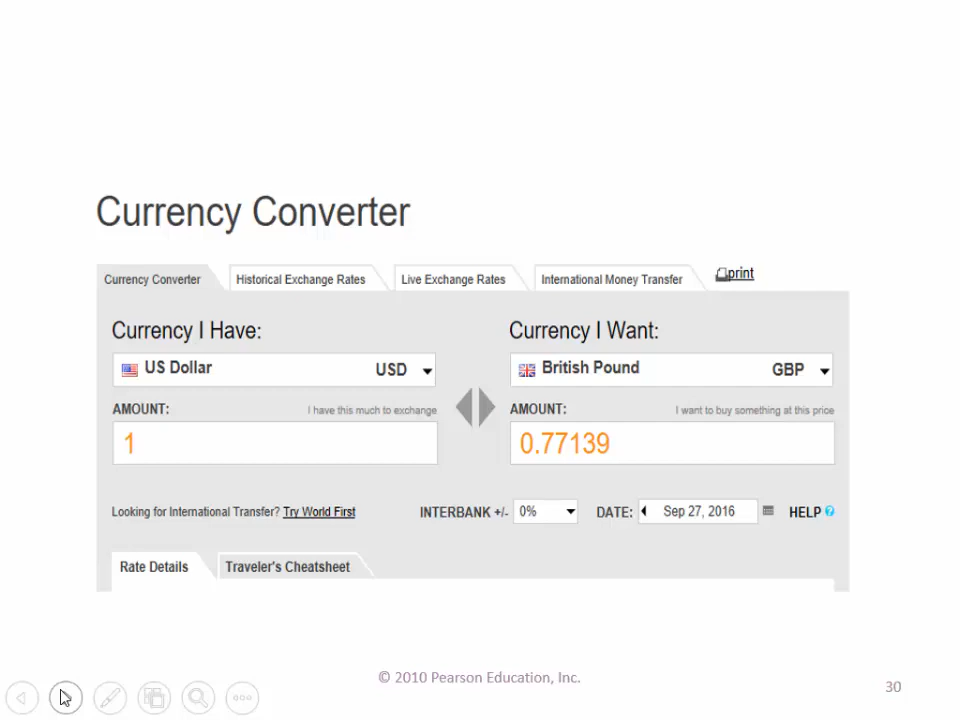 Currency Converter
Currency Converter Historical Exchange Rates Live Exchange Rates International Money Transfer print
Currency I Have: Currency I Want:
US Dollar USD British Pound GBP
AMOUNT: I have this much to exchange AMOUNT: I want to buy something at this price
1 0.77139
Looking for International Transfer? Try World First INTERBANK +/- 0% DATE: Sep 27, 2016 HELP ?
Rate Details Traveler's Cheatsheet
© 2010 Pearson Education, Inc.
30